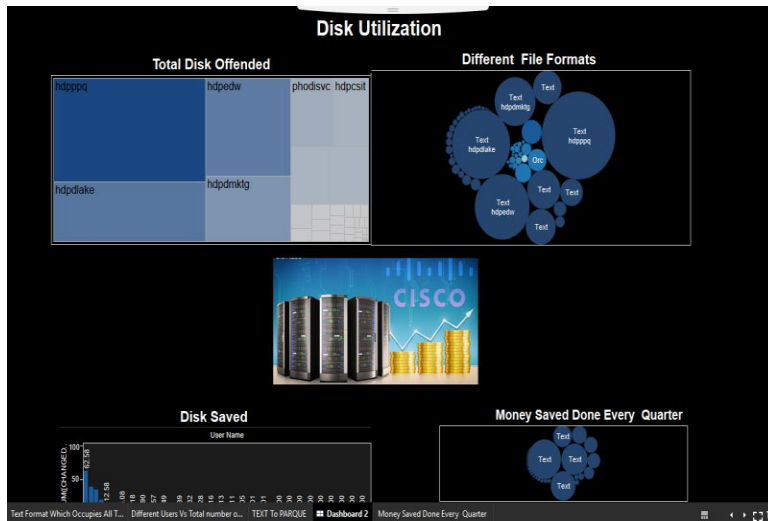 Disk Utilization
Total Disk Offended
Different File Formats
hdpppq
hdpedw
phodisvc
hdpcsit
hdpdlake
hdpdmktg
Text
Text
hdpdmktg
Text
hdpppq
Text
hdpdlake
Orc
Text
hdpedw
Text
Text
Text
CISCO
Disk Saved
Money Saved Done Every Quarter
User Name
100
50
62.58
12.58
Text
Text
Text
Text
Text Format Which Occupies All T...
Different Users Vs Total number o...
TEXT To PARQUE
Dashboard 2
Money Saved Done Every Quarter